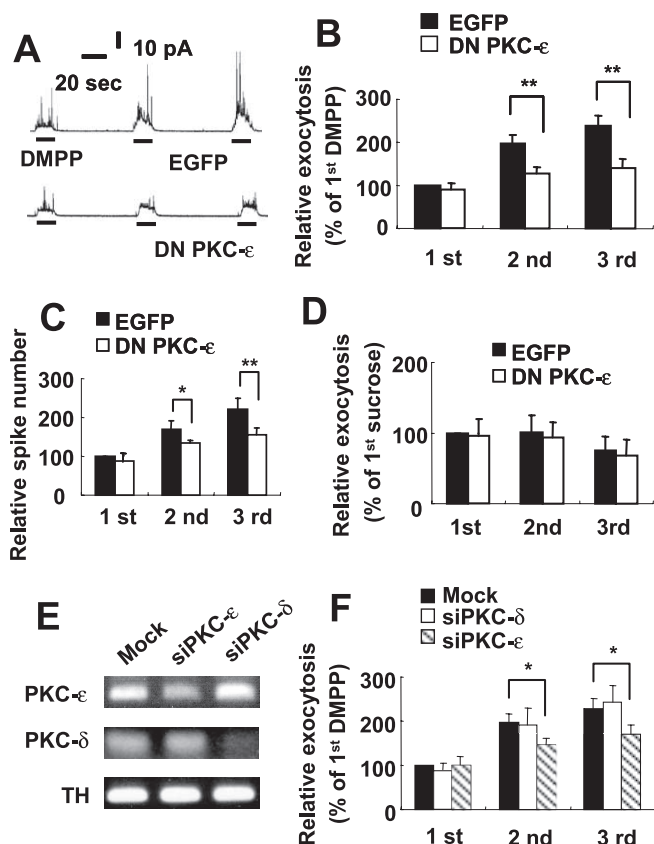 A
10 pA
20 sec
DMPP
EGFP
DN PKC-ε
B
EGFP
DN PKC-ε
Relative exocytosis
(% of 1st DMPP)
300
200
100
0
**
**
1 st
2 nd
3 rd
C
EGFP
DN PKC-ε
Relative spike number
300
200
100
0
*
**
1 st
2 nd
3 rd
D
EGFP
DN PKC-ε
Relative exocytosis
(% of 1st sucrose)
200
100
0
1st
2nd
3rd
E
Mock
siPKC-ε
siPKC-δ
PKC-ε
PKC-δ
TH
F
Mock
siPKC-δ
siPKC-ε
Relative exocytosis
(% of 1st DMPP)
300
200
100
0
*
*
1 st
2 nd
3 rd